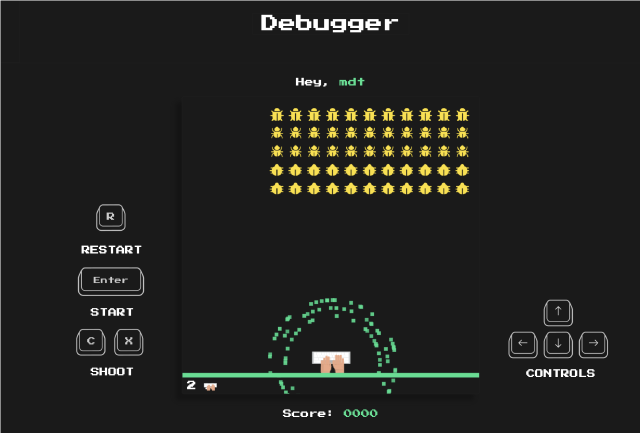 Debugger
Hey, mdt
R
RESTART
Enter
START
C X
SHOOT
↑
← ↓ →
CONTROLS
2
Score: 0000